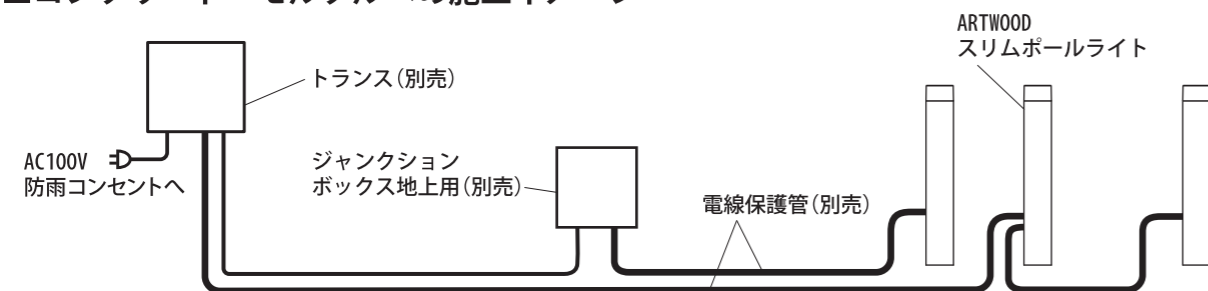 ARTWOOD
スリムポールライト
トランス(別売)
AC100V
防雨コンセントへ
ジャンクション
ボックス地上用(別売)
電線保護管(別売)